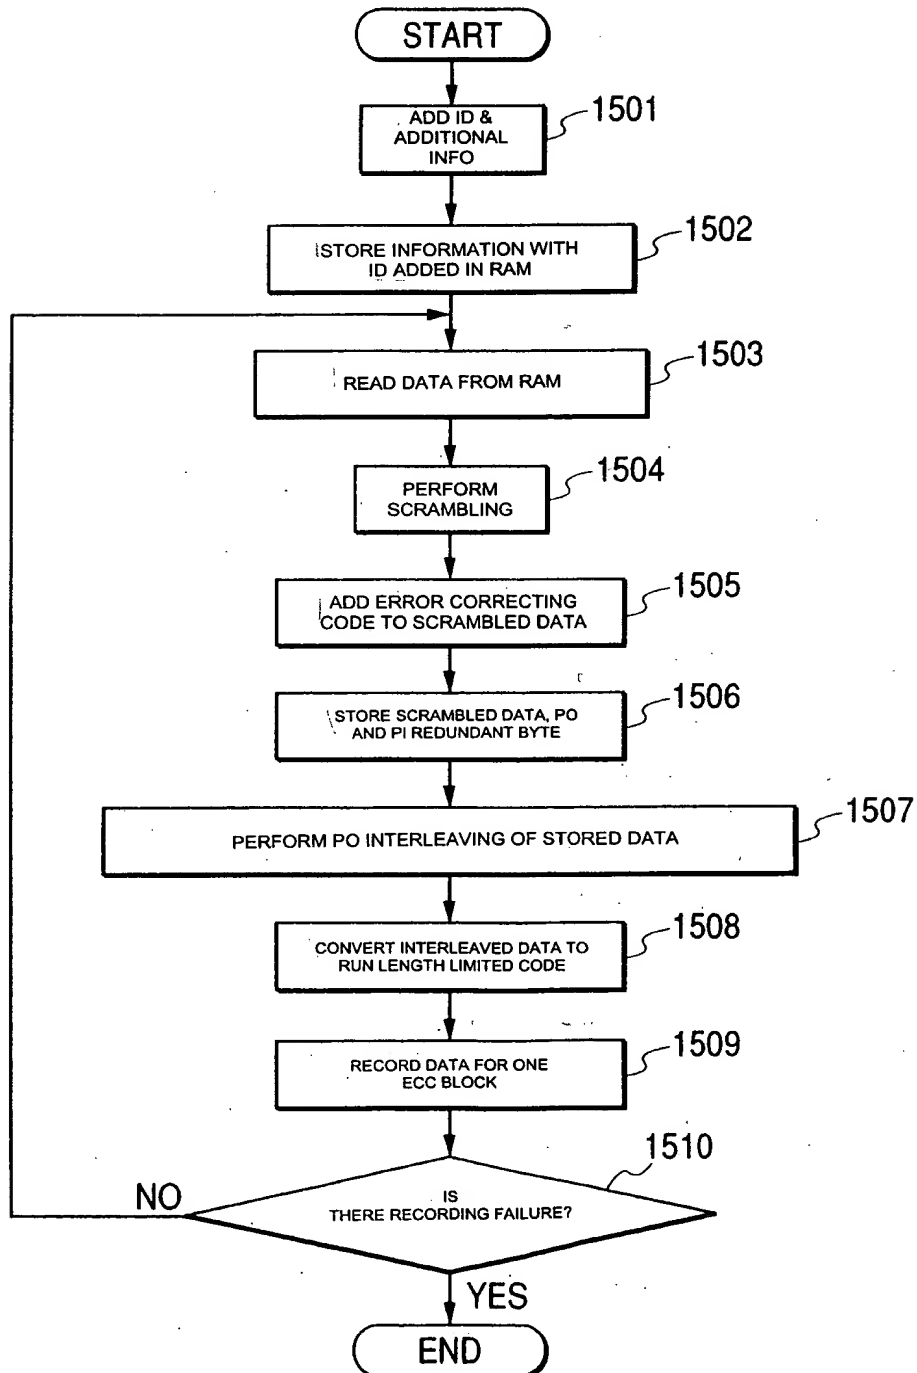 START
1501
ADD ID &
ADDITIONAL
INFO
1502
STORE INFORMATION WITH
ID ADDED IN RAM
1503
READ DATA FROM RAM
1504
PERFORM
SCRAMBLING
1505
ADD ERROR CORRECTING
CODE TO SCRAMBLED DATA
1506
STORE SCRAMBLED DATA, PO
AND PI REDUNDANT BYTE
1507
PERFORM PO INTERLEAVING OF STORED DATA
1508
CONVERT INTERLEAVED DATA TO
RUN LENGTH LIMITED CODE
1509
RECORD DATA FOR ONE
ECC BLOCK
1510
IS
THERE RECORDING FAILURE?
NO
YES
END